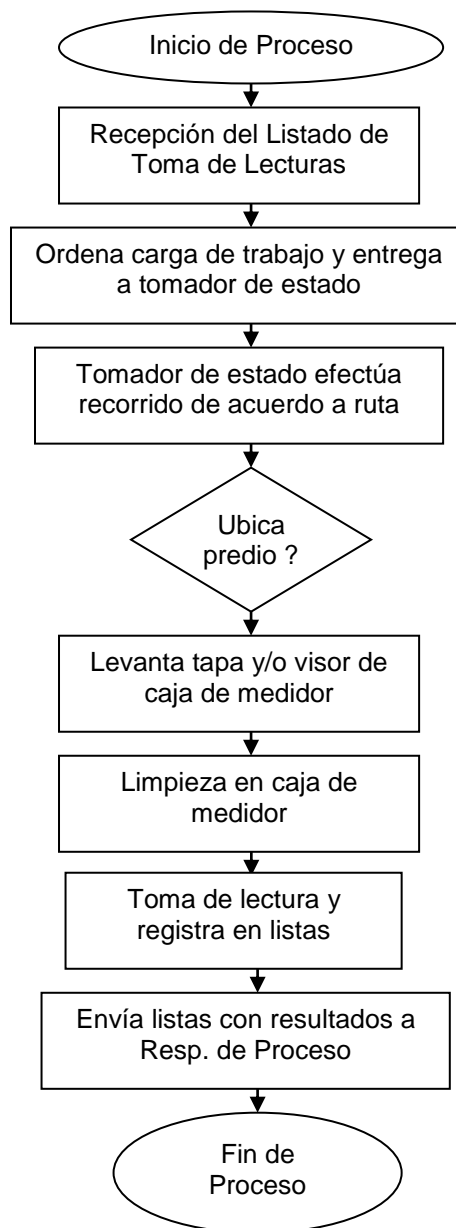 Inicio de Proceso
Recepción del Listado de
Toma de Lecturas
Ordena carga de trabajo y entrega
a tomador de estado
Tomador de estado efectúa
recorrido de acuerdo a ruta
Ubica
predio ?
Levanta tapa y/o visor de
caja de medidor
Limpieza en caja de
medidor
Toma de lectura y
registra en listas
Envía listas con resultados a
Resp. de Proceso
Fin de
Proceso